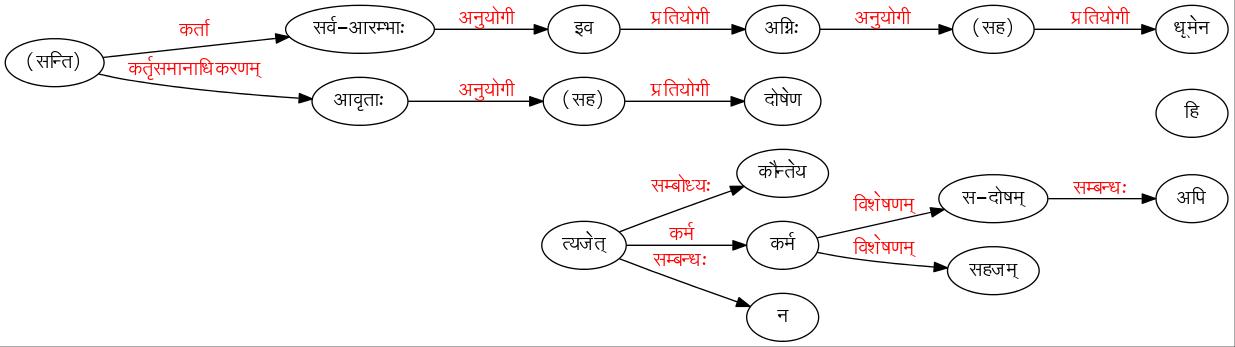 कर्ता सर्व-आरम्भाः अनुयोगी इव प्रतियोगी अग्निः अनुयोगी (सह) प्रतियोगी धूमेन
(सन्ति)
कर्तृसमानाधिकरणम् आवृताः अनुयोगी (सह) प्रतियोगी दोषेण
हि
सम्बोध्यः कौन्तेय
विशेषणम् स-दोषम् सम्बन्धः अपि
त्यजेत् कर्म कर्म
सम्बन्धः विशेषणम् सहजम्
न